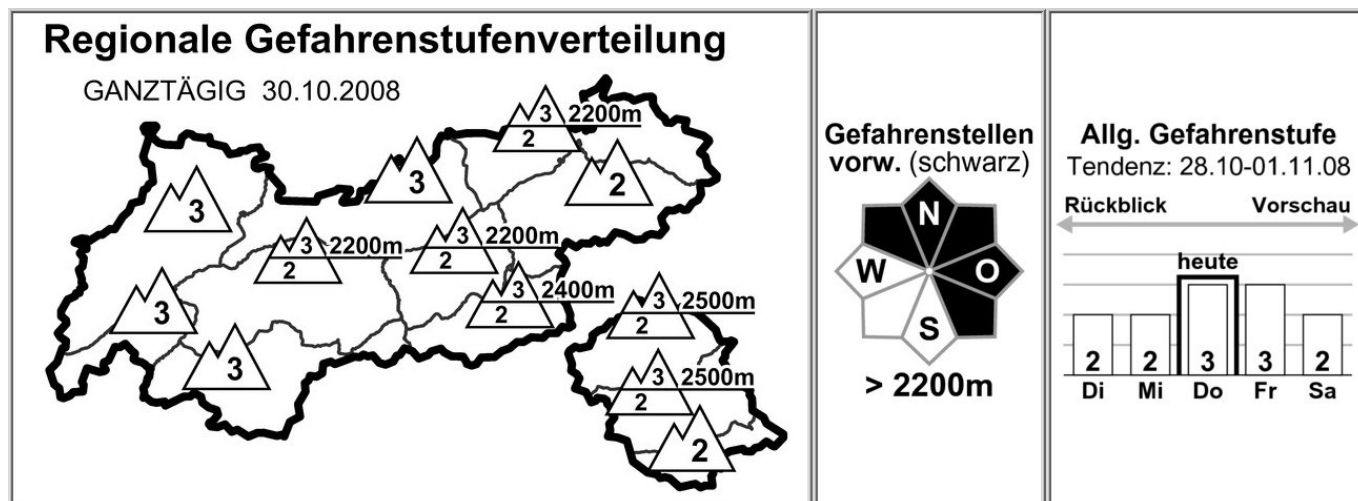 Regionale Gefahrenstufenverteilung
GANZTÄGIG 30.10.2008
3 2200m
2
3
2
3
3 2200m
2
3 2200m
2
3 2400m
2
3
3
3 2500m
2
3 2500m
2
2
Gefahrenstellen
vorw. (schwarz)
N
W O
S
> 2200m
Allg. Gefahrenstufe
Tendenz: 28.10-01.11.08
Rückblick Vorschau
heute
2 2 3 3 2
Di Mi Do Fr Sa